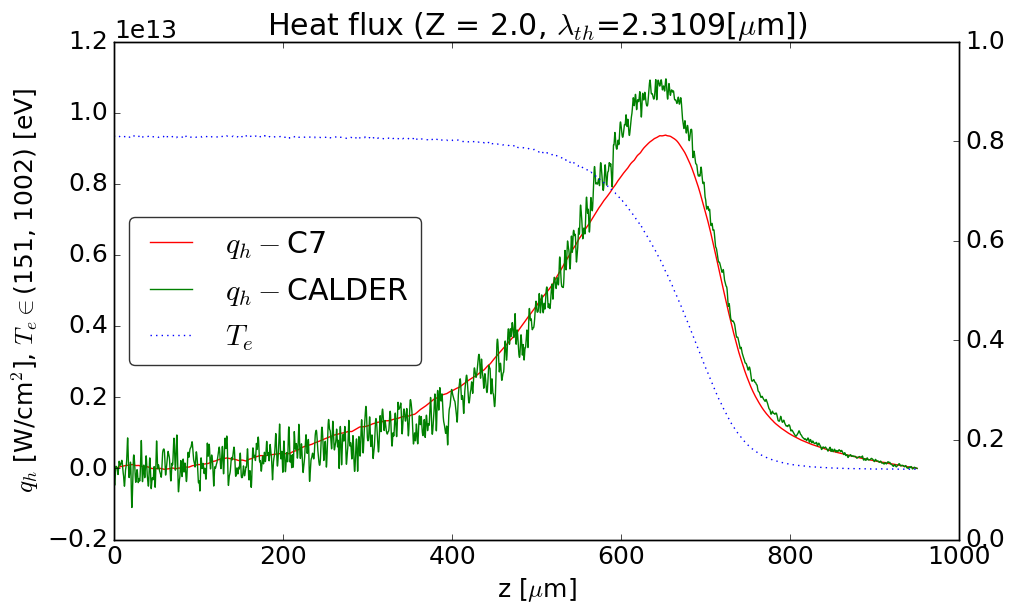 Heat flux (Z = 2.0, λ_th=2.3109[μm])
1e13
1.2
1.0
0.8
0.6
0.4
0.2
0.0
−0.2
q_h [W/cm²], T_e ∈ (151, 1002) [eV]
q_h − C7
q_h − CALDER
T_e
1.0
0.8
0.6
0.4
0.2
0.0
0 200 400 600 800 1000
z [μm]